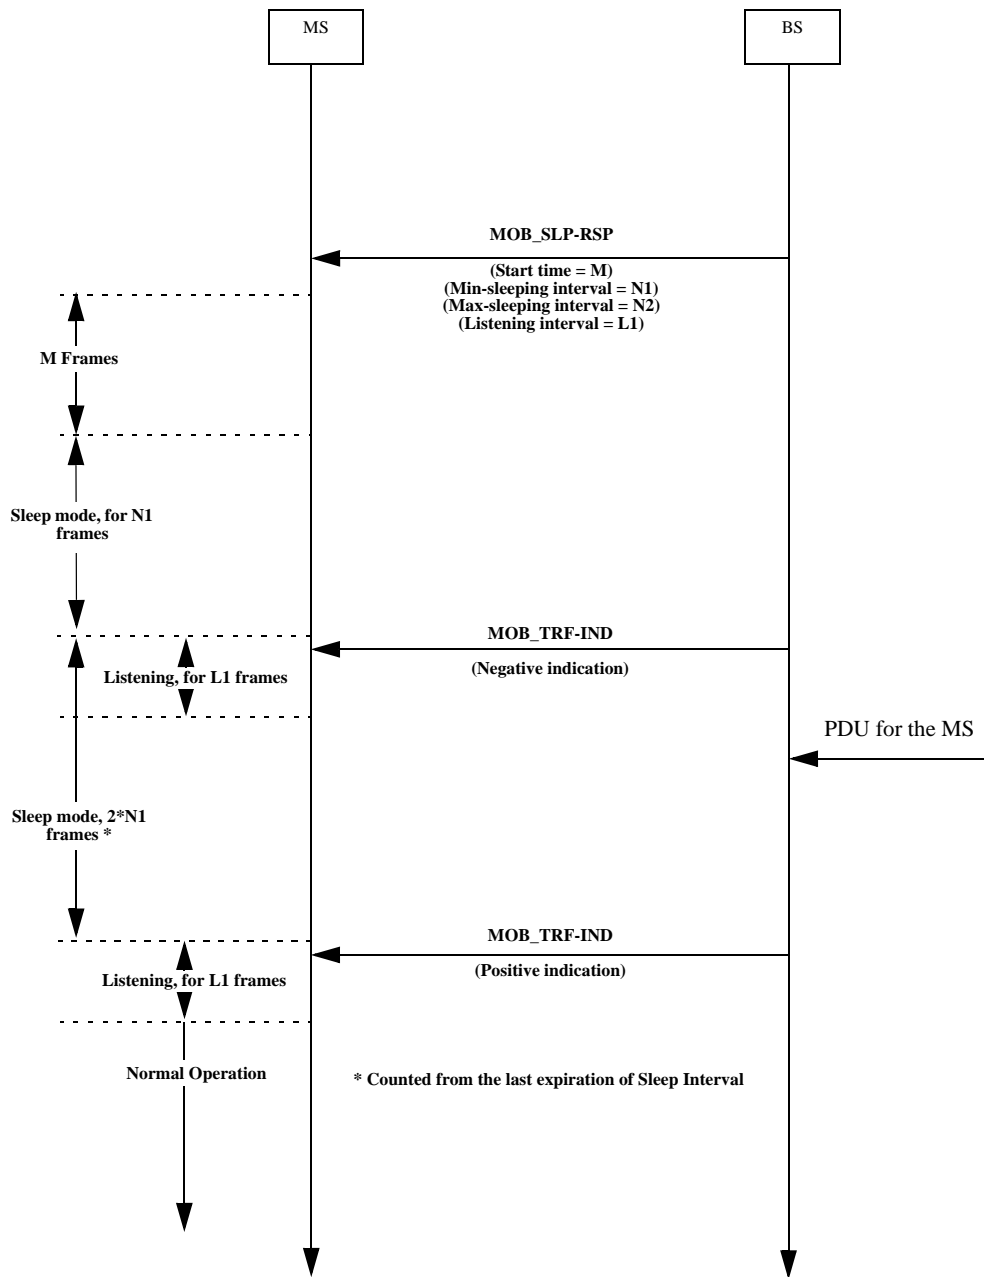 MS
BS
MOB_SLP-RSP
(Start time = M)
(Min-sleeping interval = N1)
(Max-sleeping interval = N2)
(Listening interval = L1)
M Frames
Sleep mode, for N1
frames
MOB_TRF-IND
(Negative indication)
Listening, for L1 frames
PDU for the MS
Sleep mode, 2*N1
frames *
MOB_TRF-IND
(Positive indication)
Listening, for L1 frames
Normal Operation
* Counted from the last expiration of Sleep Interval